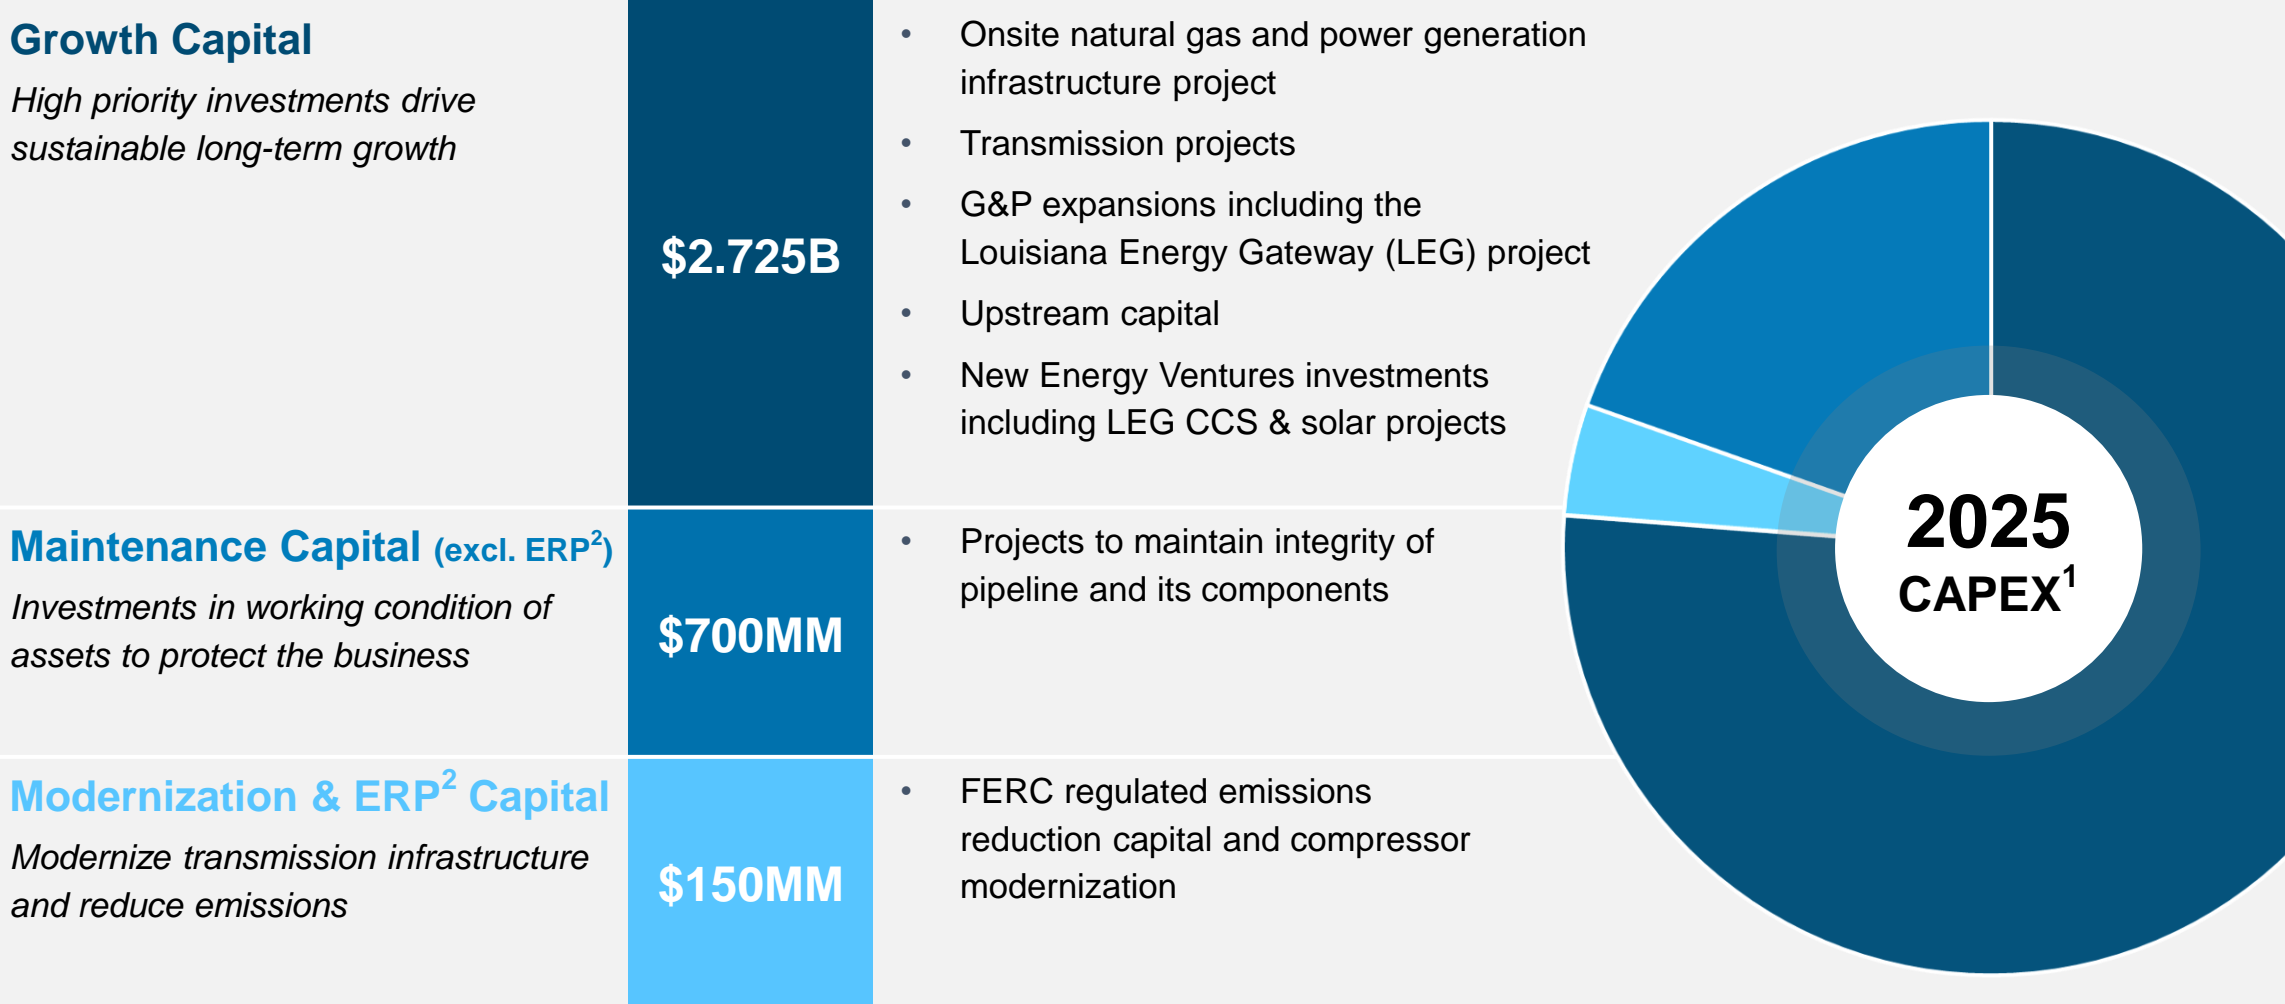 Growth Capital
High priority investments drive
sustainable long-term growth
$2.725B
• Onsite natural gas and power generation
infrastructure project
• Transmission projects
• G&P expansions including the
Louisiana Energy Gateway (LEG) project
• Upstream capital
• New Energy Ventures investments
including LEG CCS & solar projects
Maintenance Capital (excl. ERP²)
Investments in working condition of
assets to protect the business
$700MM
• Projects to maintain integrity of
pipeline and its components
Modernization & ERP² Capital
Modernize transmission infrastructure
and reduce emissions
$150MM
• FERC regulated emissions
reduction capital and compressor
modernization
2025
CAPEX¹